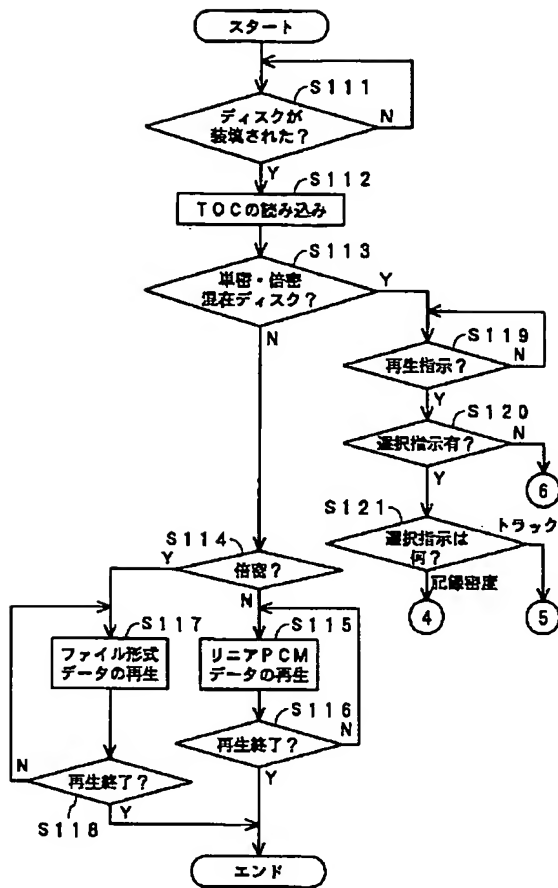 スタート
S111
ディスクが
装填された?
N
Y
S112
TOCの読み込み
S113
単密・倍密
混在ディスク?
Y
N
S119
再生指示?
N
Y
S120
選択指示有?
N
Y
6
S121
選択指示は
何?
トラック
記録密度
4
5
S114
Y
倍密?
N
S117
ファイル形式
データの再生
S115
リニアPCM
データの再生
S116
再生終了?
N
Y
N
再生終了?
Y
S118
エンド